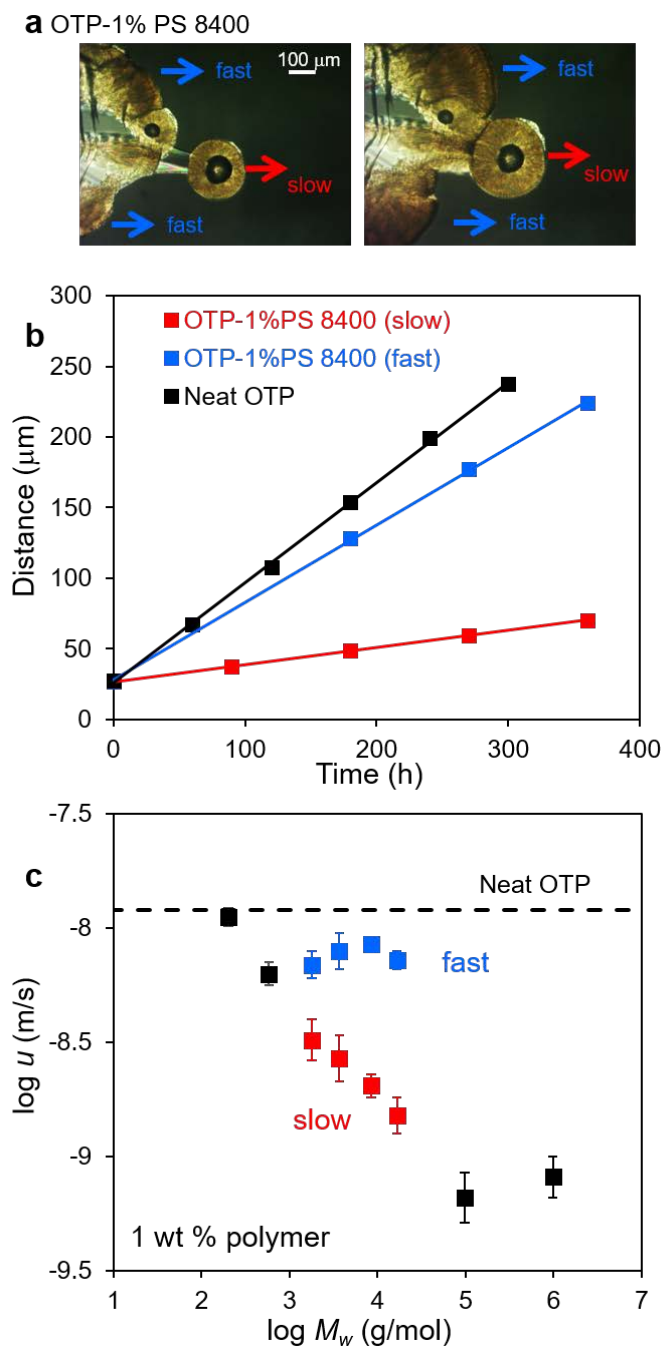 a OTP-1% PS 8400
fast
100 μm
slow
fast
fast
slow
fast
b
300
250
200
150
100
50
0
Distance (μm)
OTP-1%PS 8400 (slow)
OTP-1%PS 8400 (fast)
Neat OTP
0
100
200
300
400
Time (h)
c
-7.5
-8
-8.5
-9
-9.5
log u (m/s)
Neat OTP
fast
slow
1 wt % polymer
1
2
3
4
5
6
7
log Mw (g/mol)